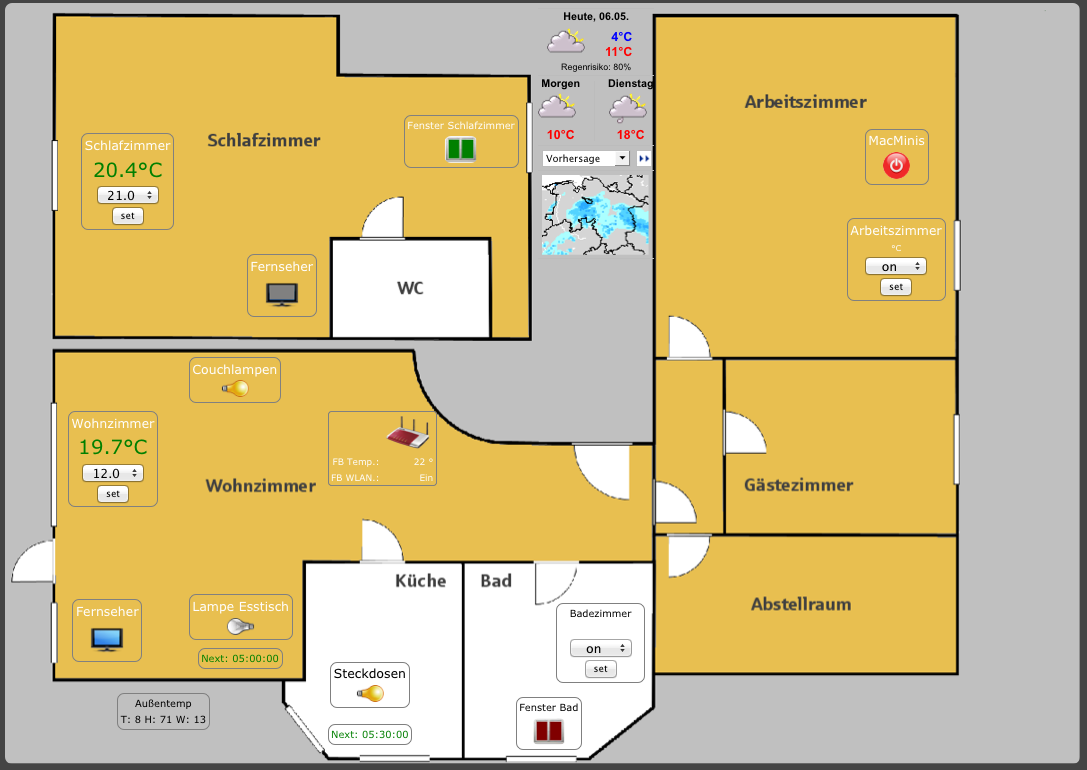 Heute, 06.05.
4°C
11°C
Regenrisiko: 80%
Morgen
Dienstag
10°C
18°C
Vorhersage
Schlafzimmer
Schlafzimmer
20.4°C
21.0
set
Fenster Schlafzimmer
Fernseher
WC
Arbeitszimmer
MacMinis
Arbeitszimmer
°C
on
set
Couchlampen
Wohnzimmer
19.7°C
12.0
set
FB Temp.: 22 °
FB WLAN.: Ein
Wohnzimmer
Gästezimmer
Fernseher
Lampe Esstisch
Next: 05:00:00
Küche
Steckdosen
Next: 05:30:00
Bad
Badezimmer
on
set
Fenster Bad
Abstellraum
Außentemp
T: 8 H: 71 W: 13